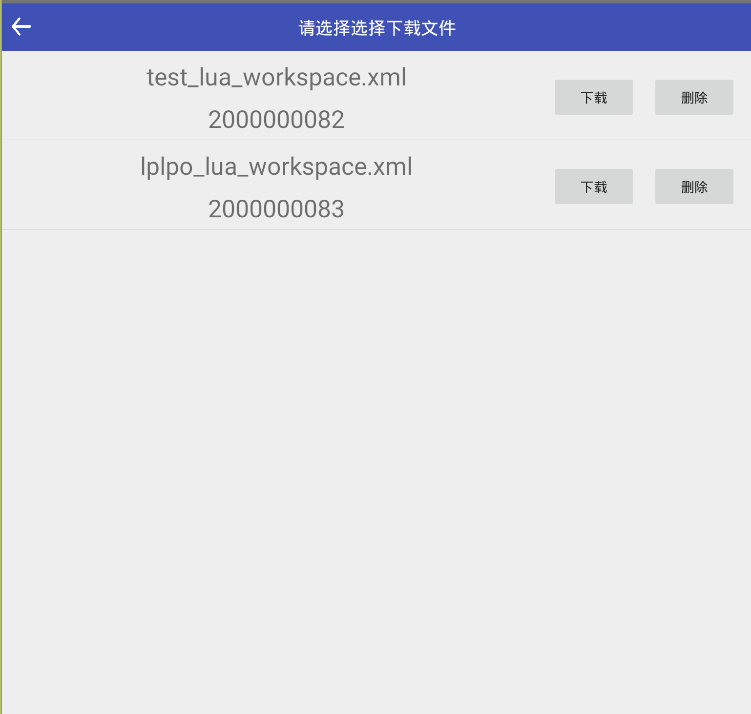 请选择选择下载文件
test_lua_workspace.xml
2000000082
下载
删除
lplpo_lua_workspace.xml
2000000083
下载
删除